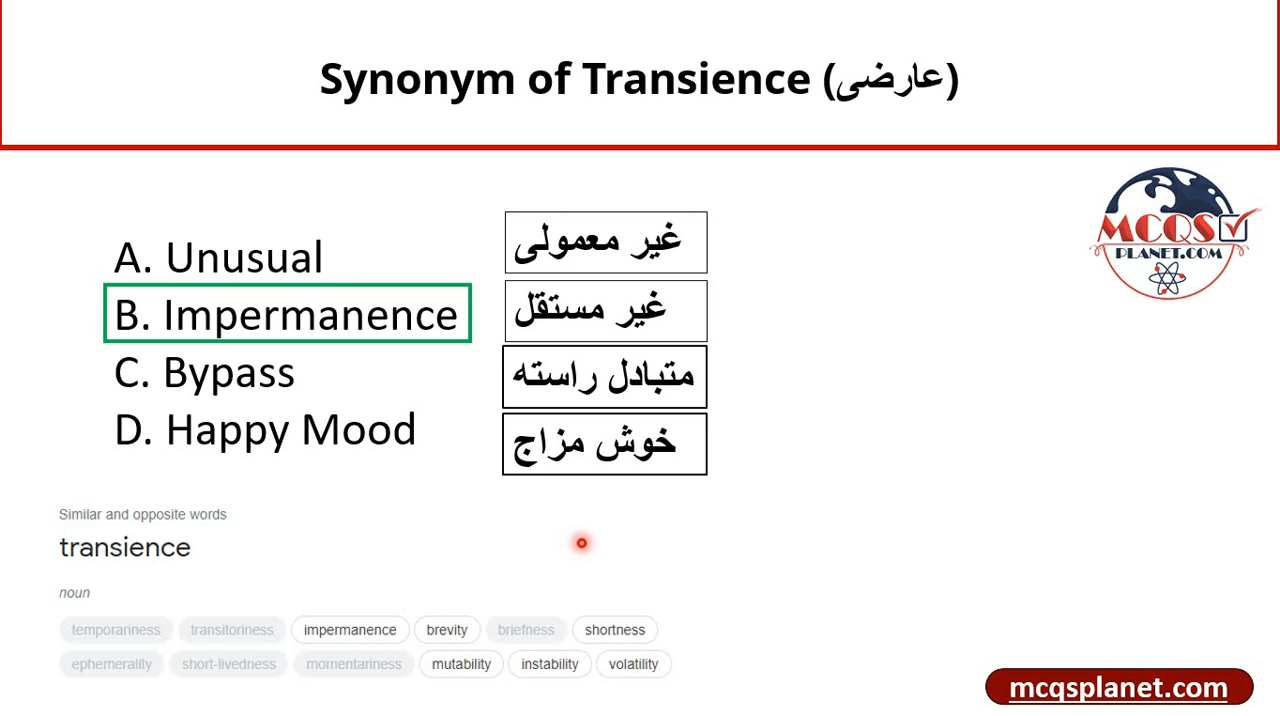 Synonym of Transience (عارضی)
A. Unusual
غیر معمولی
B. Impermanence
غیر مستقل
C. Bypass
متبادل راستہ
D. Happy Mood
خوش مزاج
MCQS
PLANET.COM
Similar and opposite words
transience
noun
temporariness transitoriness impermanence brevity briefness shortness
ephemerality short-livedness momentariness mutability instability volatility
mcqsplanet.com